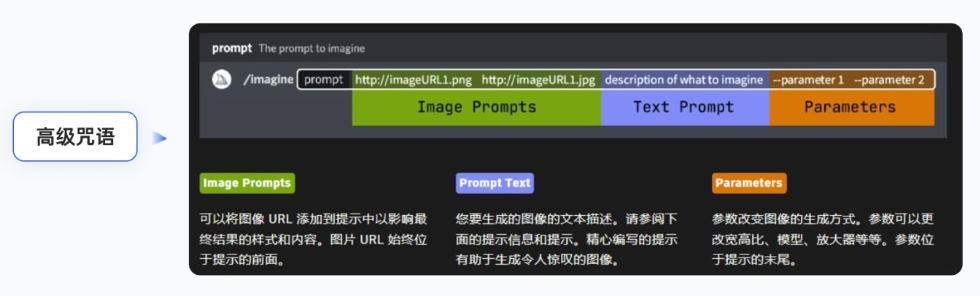 高级咒语
prompt The prompt to imagine
/imagine prompt http://imageURL1.png http://imageURL1.jpg description of what to imagine --parameter 1 --parameter 2
Image Prompts Text Prompt Parameters
Image Prompts
可以将图像 URL 添加到提示中以影响最
终结果的样式和内容。图片 URL 始终位
于提示的前面。
Prompt Text
您要生成的图像的文本描述。请参阅下
面的提示信息和提示。精心编写的提示
有助于生成令人惊叹的图像。
Parameters
参数改变图像的生成方式。参数可以更
改宽高比、模型、放大器等等。参数位
于提示的末尾。